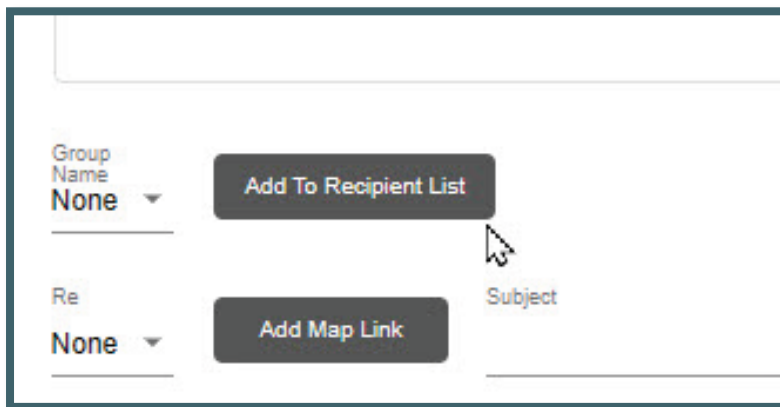 Group
Name
None
Add To Recipient List
Re
Subject
None
Add Map Link